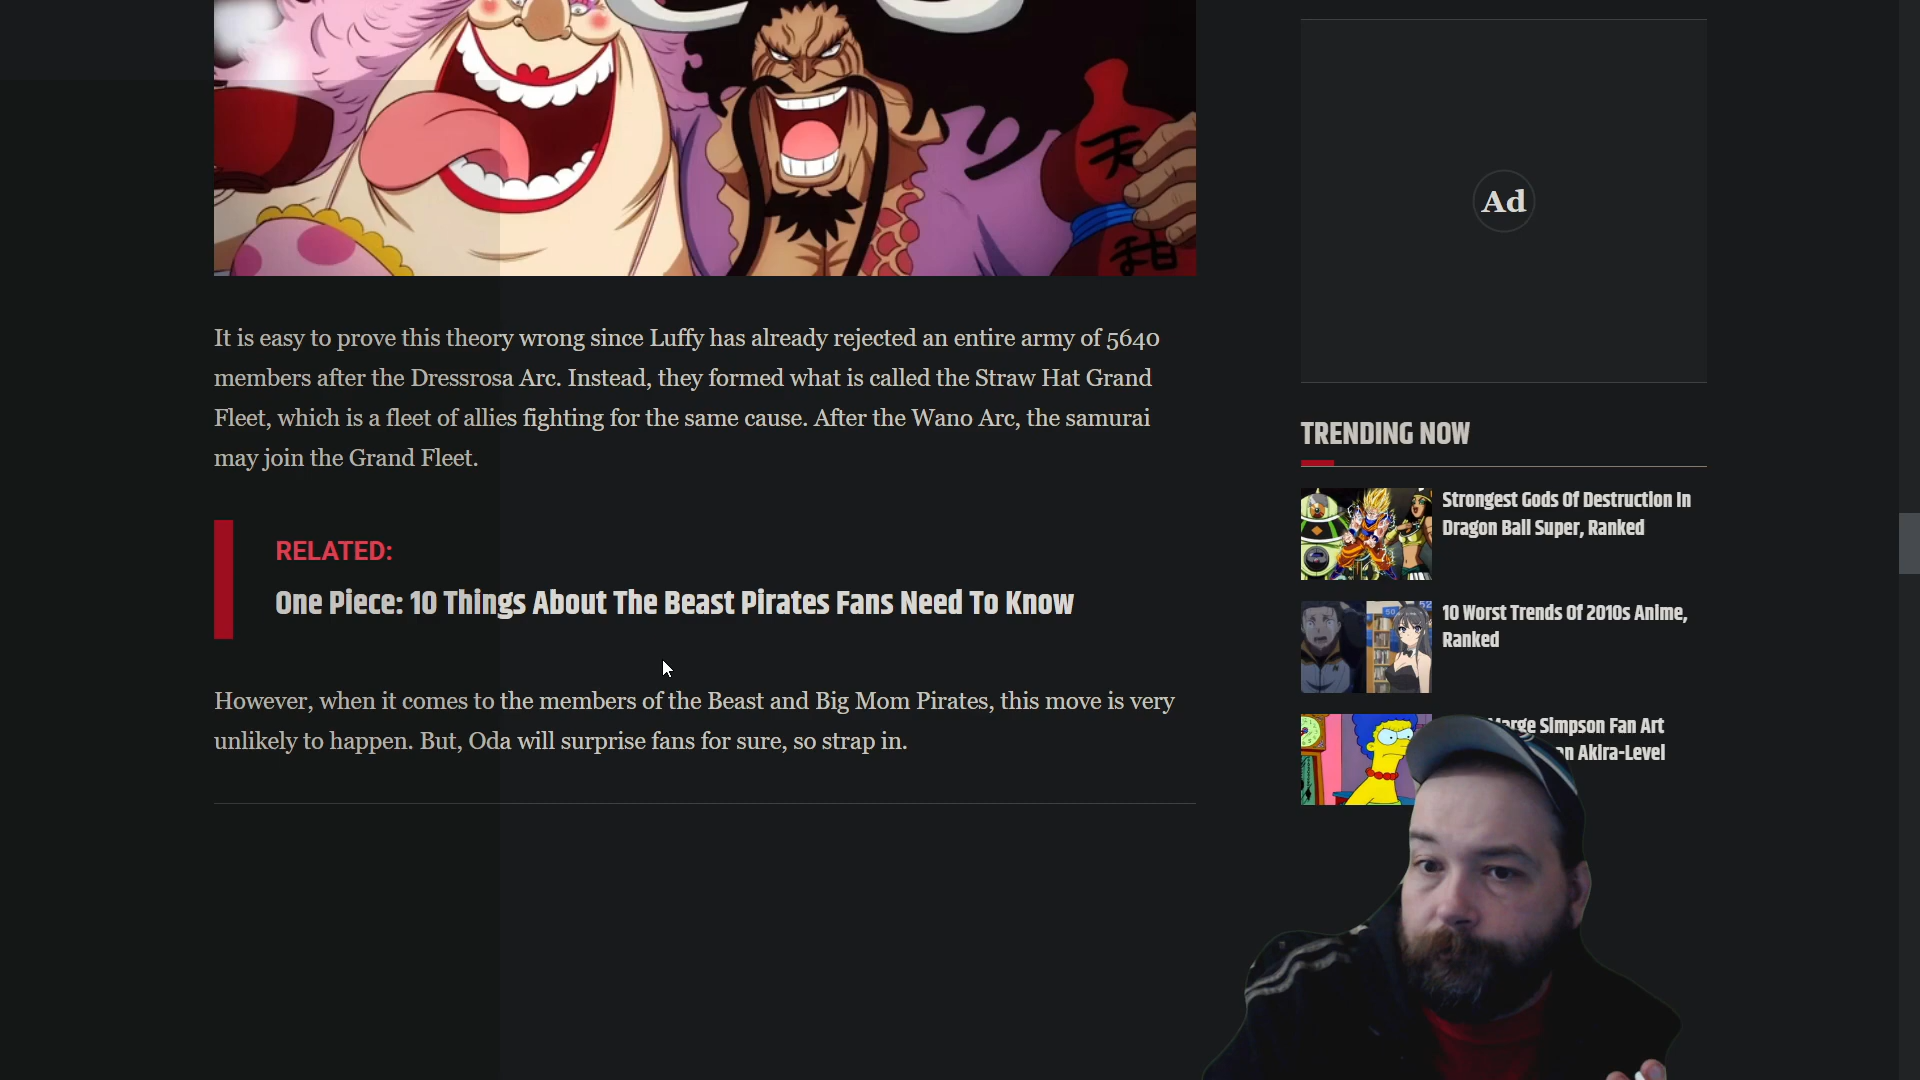 天
It is easy to prove this theory wrong since Luffy has already rejected an entire army of 5640
members after the Dressrosa Arc. Instead, they formed what is called the Straw Hat Grand
Fleet, which is a fleet of allies fighting for the same cause. After the Wano Arc, the samurai
may join the Grand Fleet.
RELATED:
One Piece: 10 Things About The Beast Pirates Fans Need To Know
However, when it comes to the members of the Beast and Big Mom Pirates, this move is very
unlikely to happen. But, Oda will surprise fans for sure, so strap in.
Ad
TRENDING NOW
Strongest Gods Of Destruction In
Dragon Ball Super, Ranked
10 Worst Trends Of 2010s Anime,
Ranked
Marge Simpson Fan Art
on Akira-Level